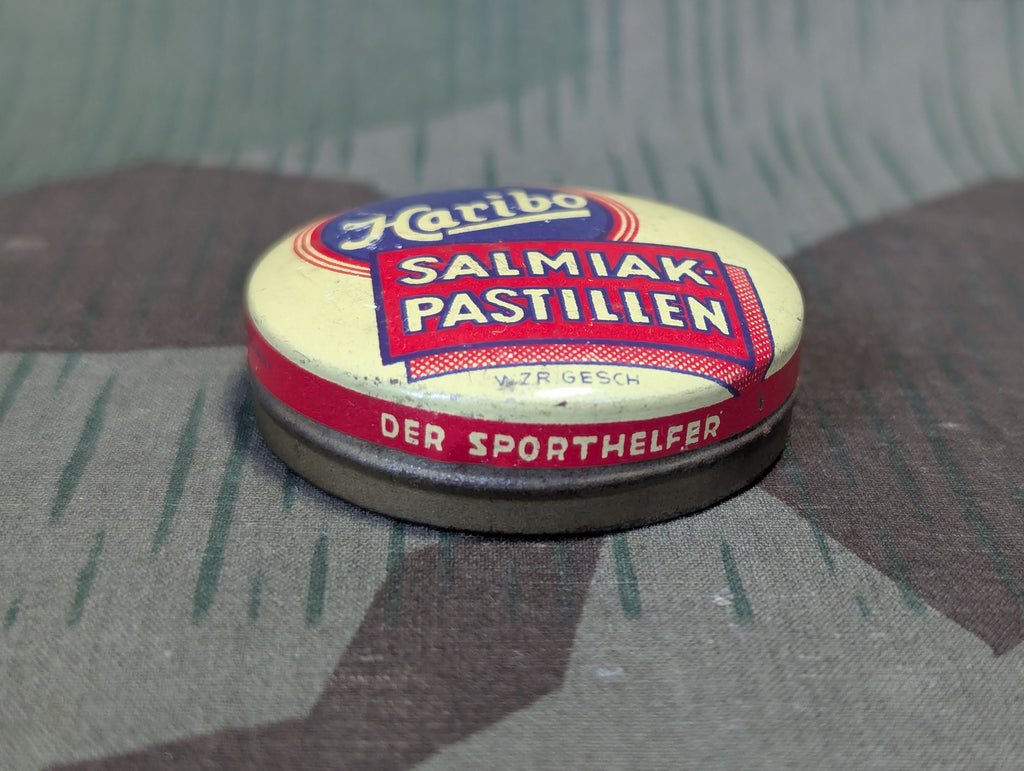 Haribo
SALMIAK-
PASTILLEN
W.Z.R. GESCH
DER SPORTHELFER